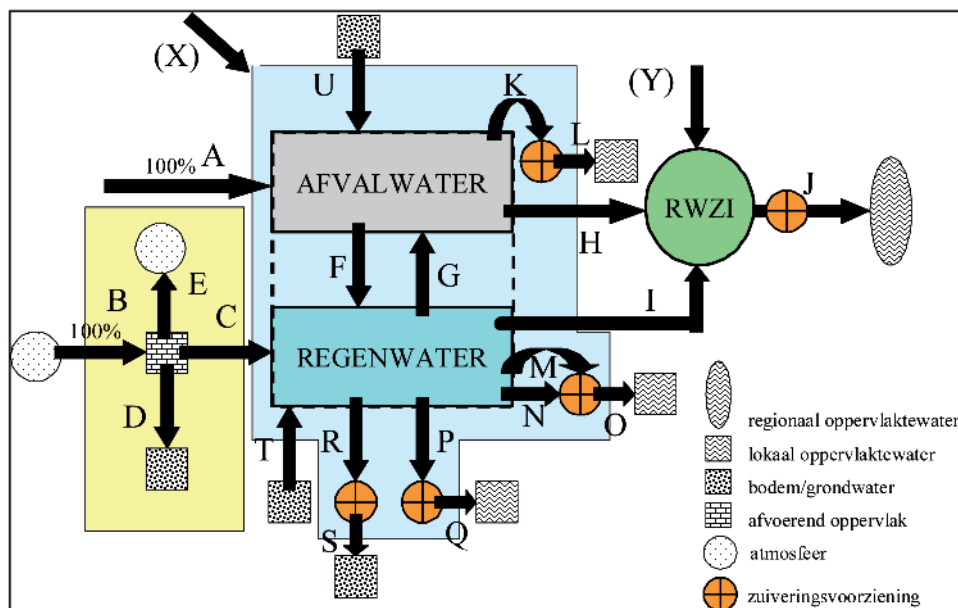 (X)
U
K
(Y)
L
100% A
AFVALWATER
RWZI
J
H
F
G
E
B
C
I
100%
REGENWATER
M
N
O
D
T
R
P
S
Q
regionaal oppervlaktewater
lokaal oppervlaktewater
bodem/grondwater
afvoerend oppervlak
atmosfeer
zuiveringsvoorziening